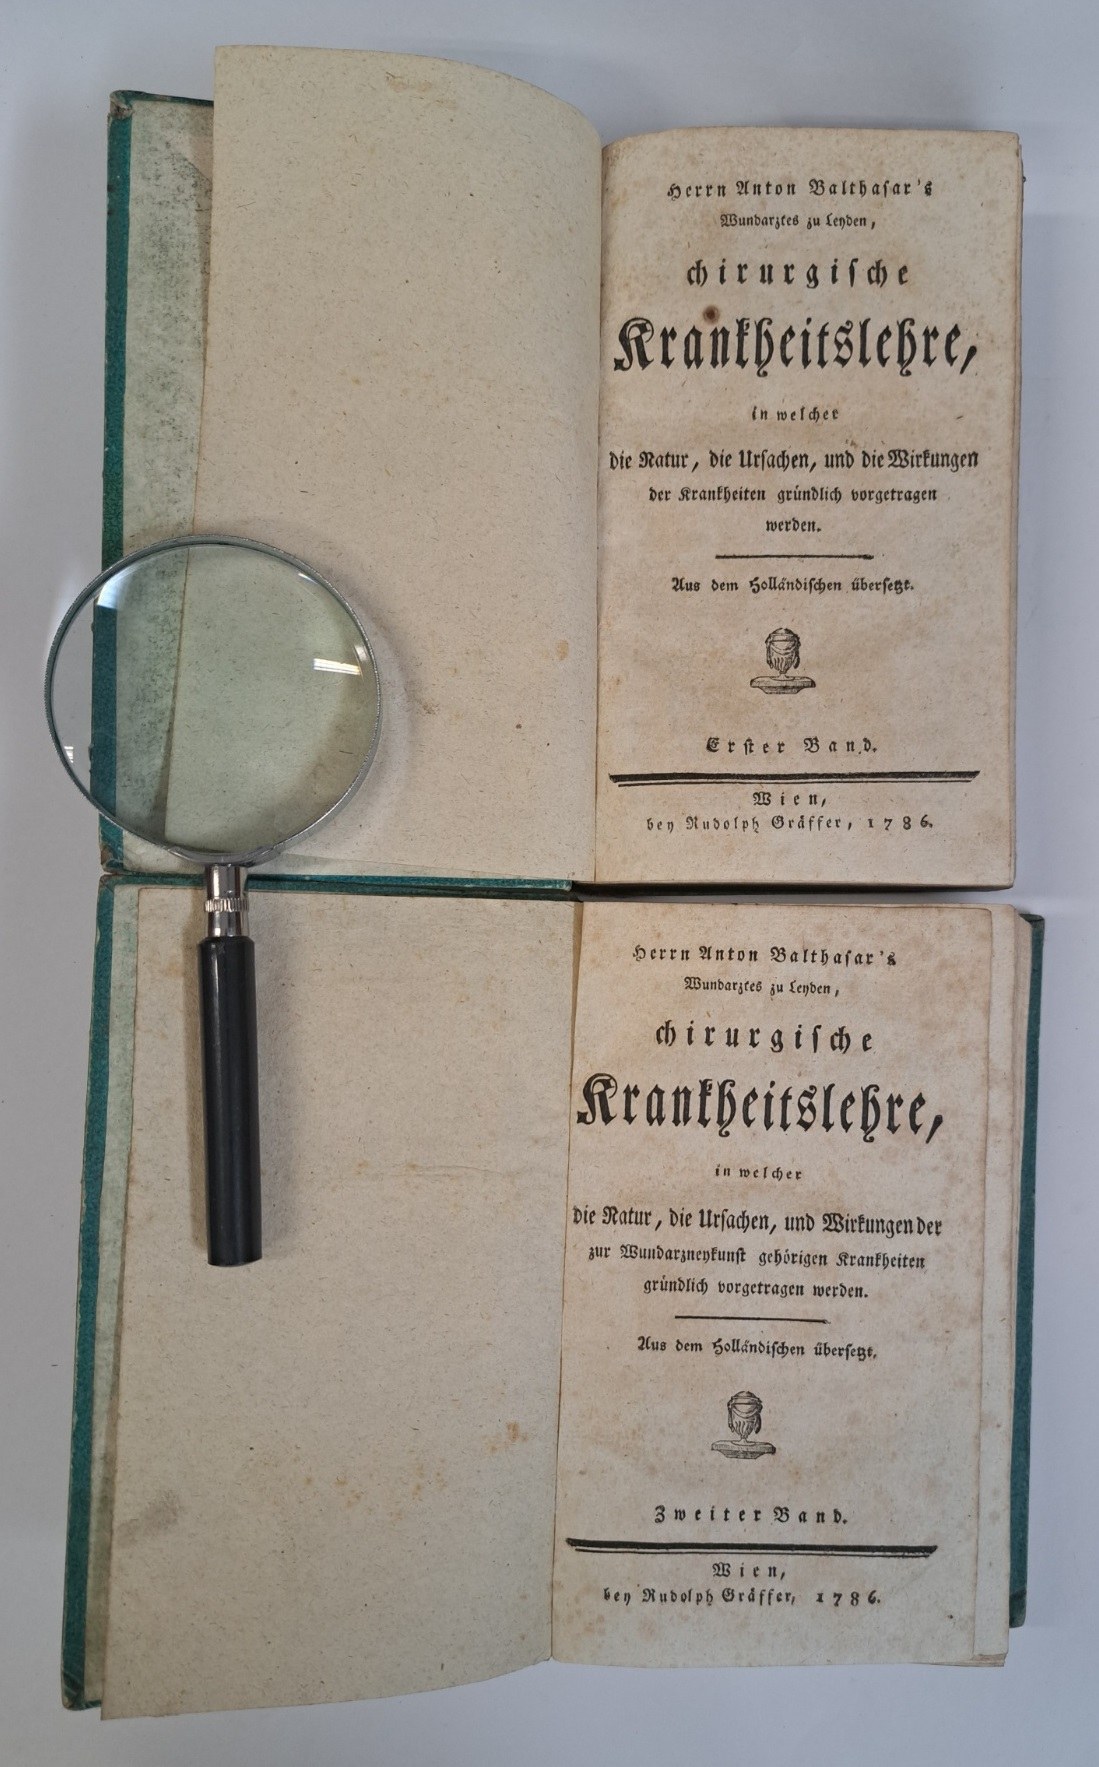 Herrn Anton Balthaſar's
Wundarztes zu Leyden,
chirurgiſche
Krankheitslehre,
in welcher
die Natur, die Urſachen, und die Wirkungen
der Krankheiten gründlich vorgetragen
werden.
Aus dem Holländiſchen überſetzt.
Erſter Band.
Wien,
bey Rudolph Gräffer, 1786.
Herrn Anton Balthaſar's
Wundarztes zu Leyden,
chirurgiſche
Krankheitslehre,
in welcher
die Natur, die Urſachen, und Wirkungen der
zur Wundarzneykunſt gehörigen Krankheiten
gründlich vorgetragen werden.
Aus dem Holländiſchen überſetzt.
Zweiter Band.
Wien,
bey Rudolph Gräffer, 1786.